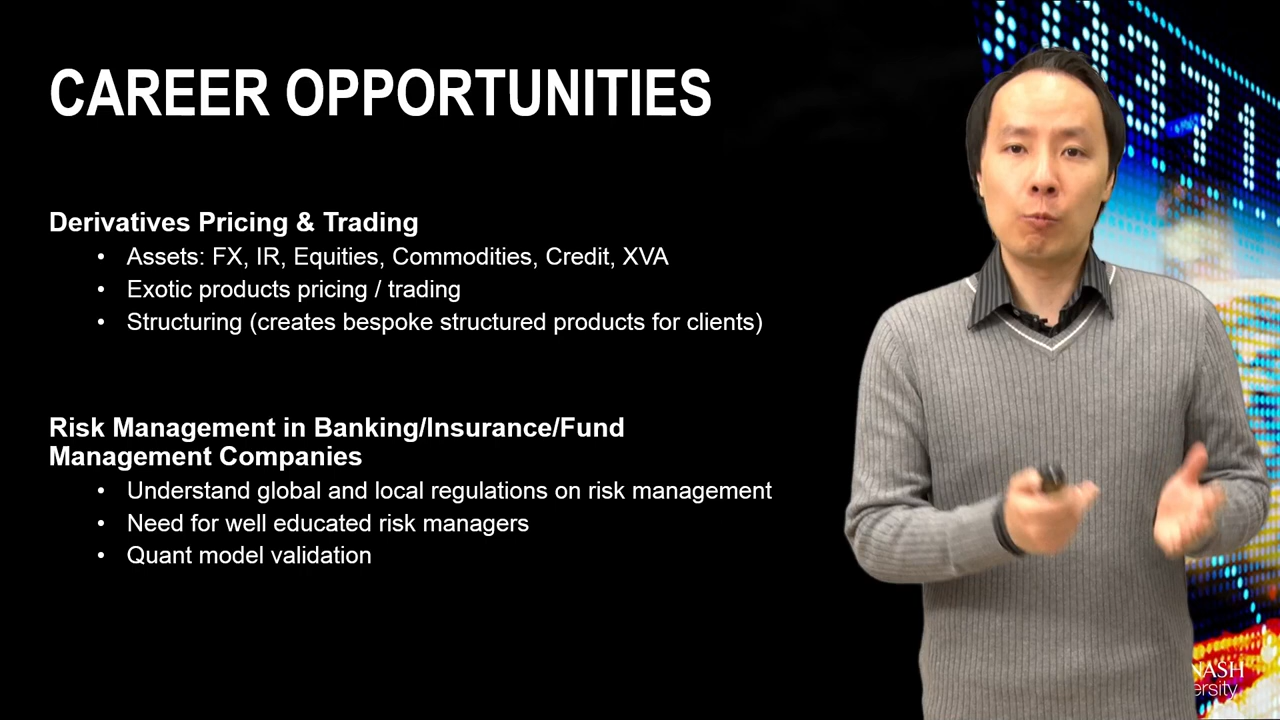 CAREER OPPORTUNITIES
Derivatives Pricing & Trading
• Assets: FX, IR, Equities, Commodities, Credit, XVA
• Exotic products pricing / trading
• Structuring (creates bespoke structured products for clients)
Risk Management in Banking/Insurance/Fund
Management Companies
• Understand global and local regulations on risk management
• Need for well educated risk managers
• Quant model validation